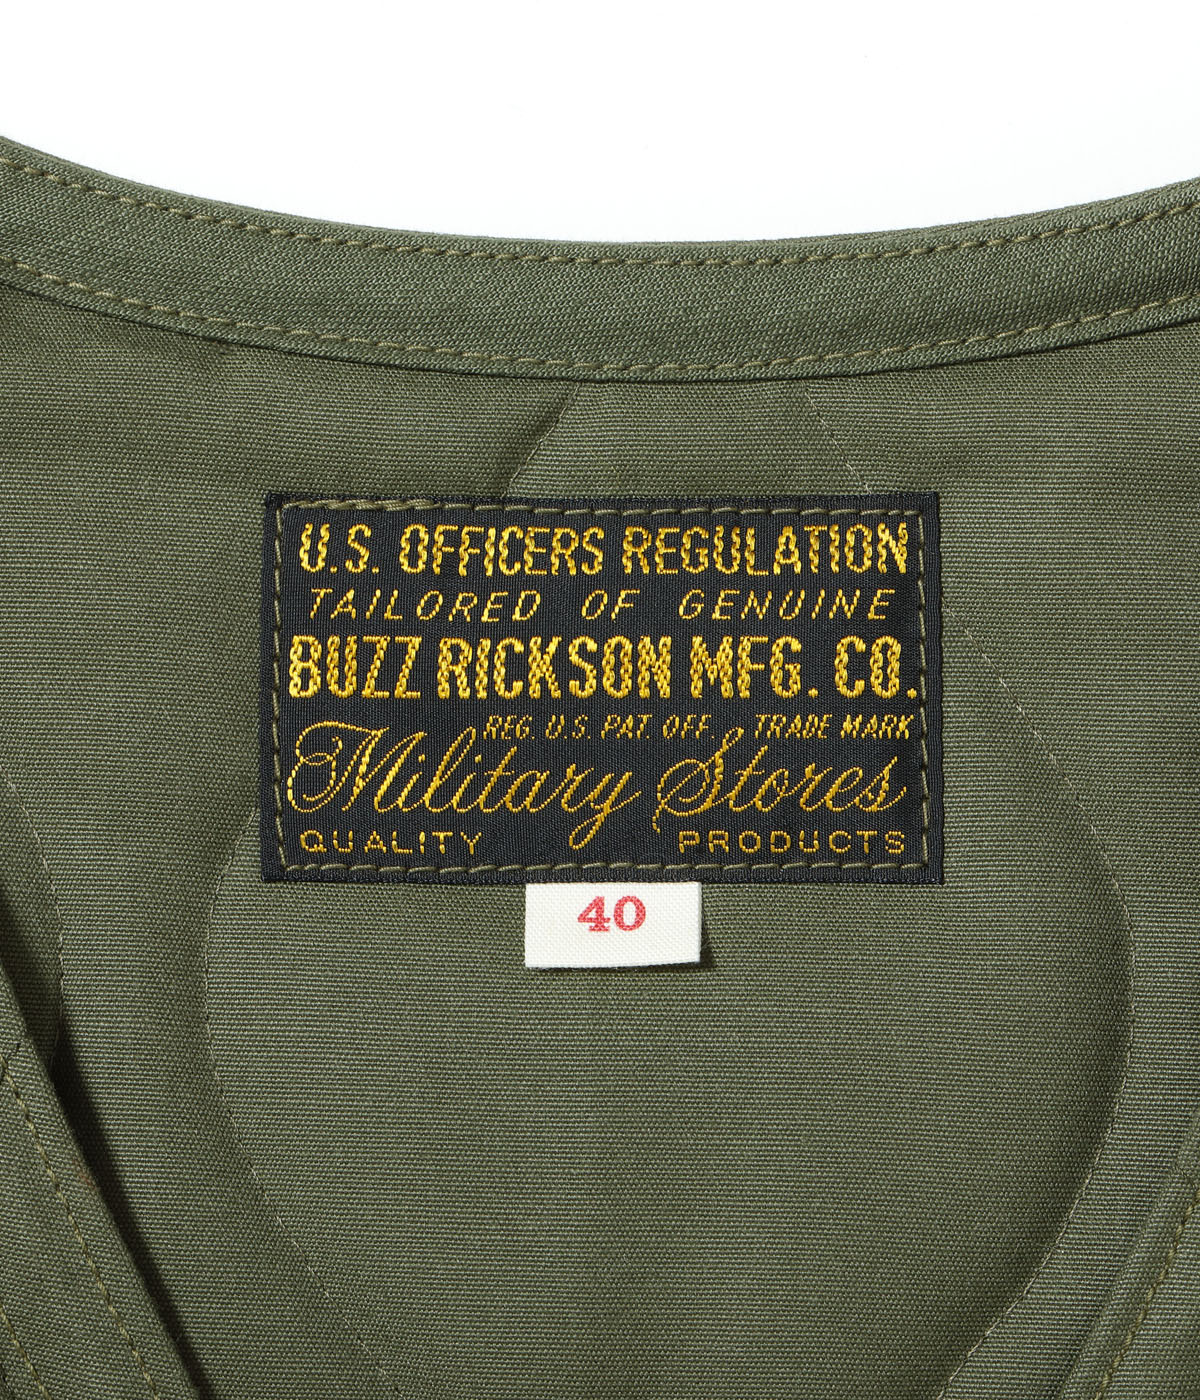 U.S. OFFICERS REGULATION
TAILORED OF GENUINE
BUZZ RICKSON MFG. CO.
REG. U.S. PAT. OFF. TRADE MARK
Military Stores
QUALITY PRODUCTS
40